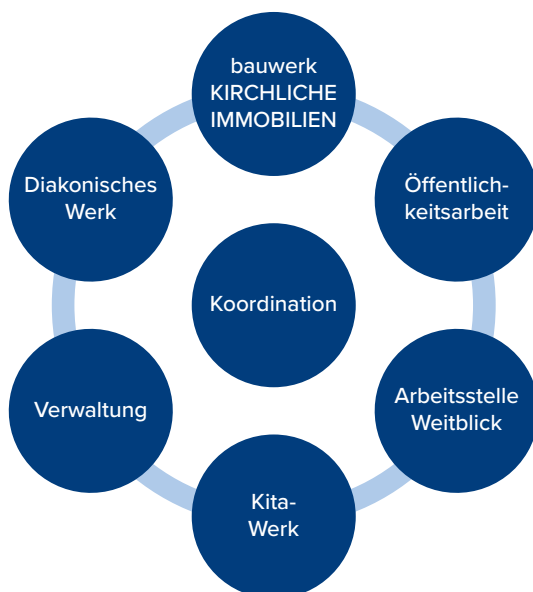 bauwerk
KIRCHLICHE
IMMOBILIEN
Diakonisches
Werk
Öffentlich-
keitsarbeit
Koordination
Verwaltung
Arbeitsstelle
Weitblick
Kita-
Werk